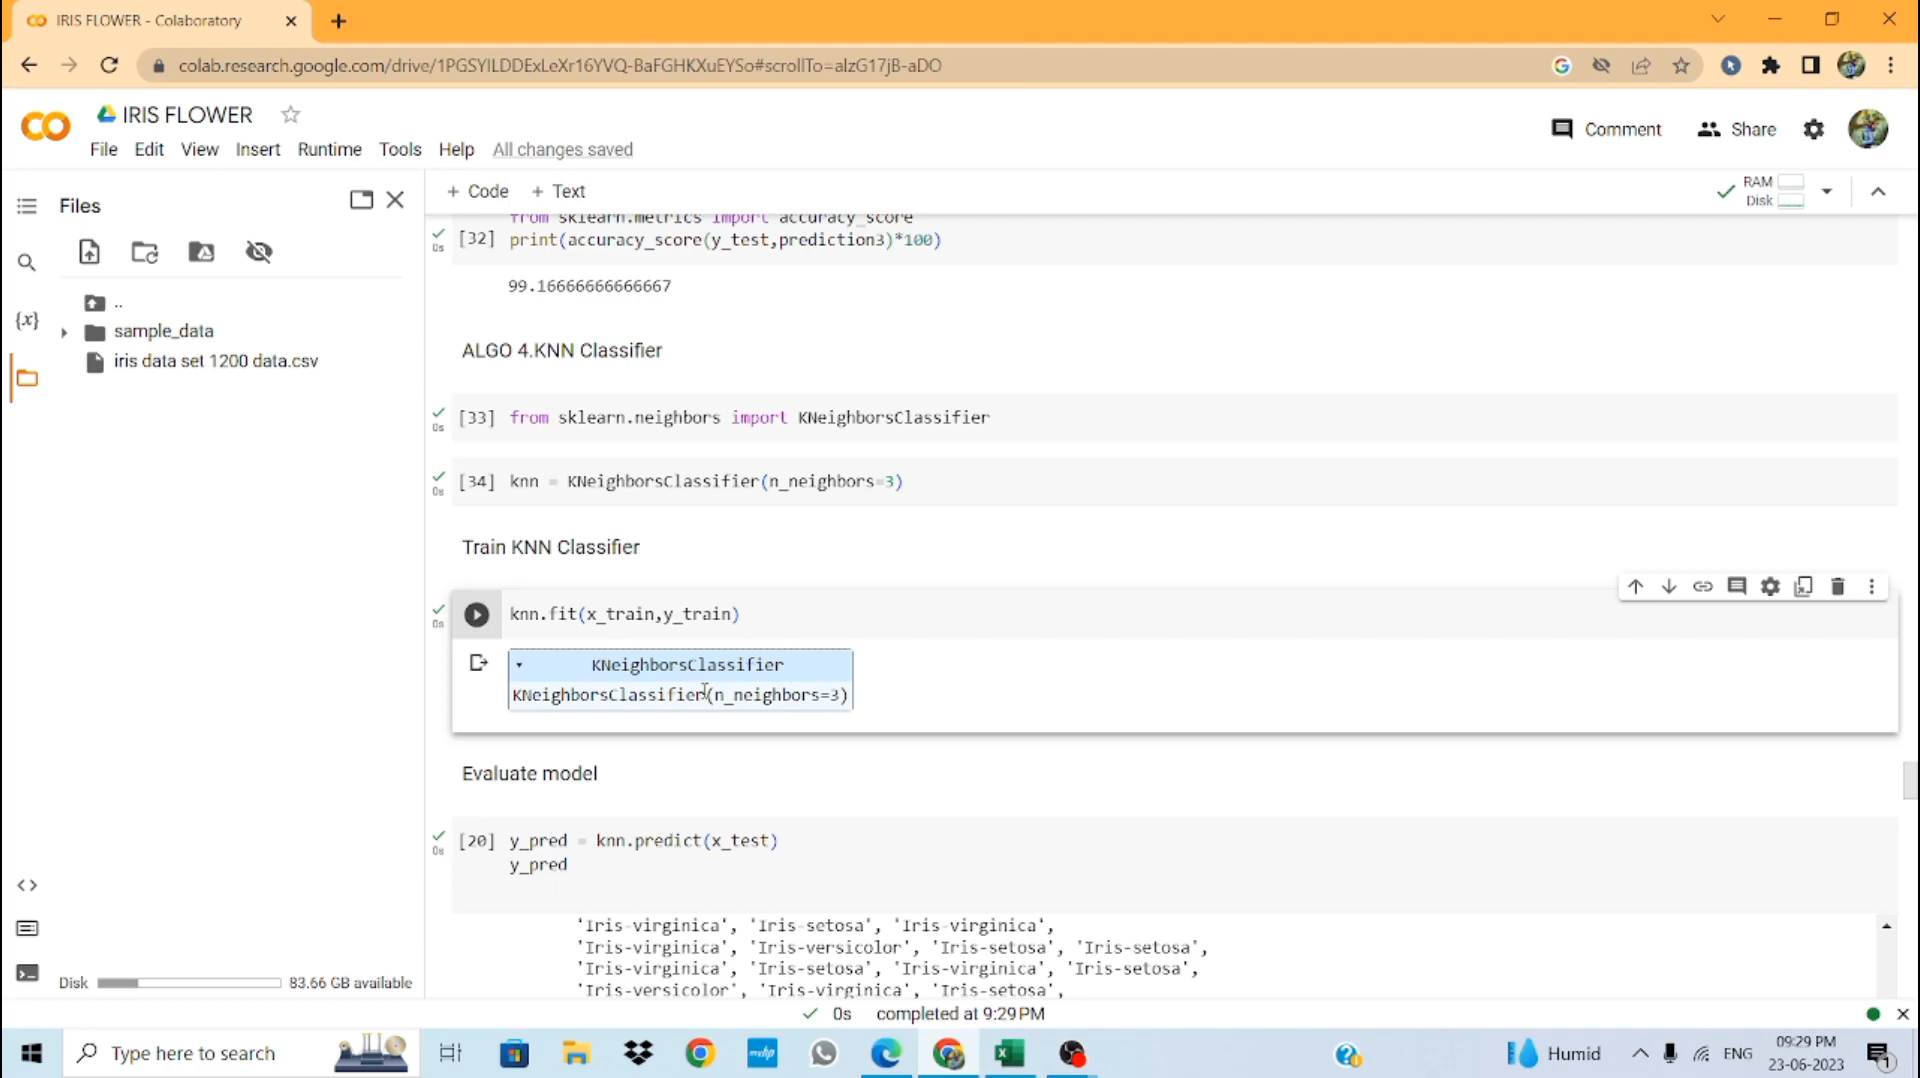 IRIS FLOWER - Colaboratory
colab.research.google.com/drive/1PGSYILDDExLeXr16YVQ-BaFGHKXuEYSo#scrollTo=alzG17jB-aDO
IRIS FLOWER
File Edit View Insert Runtime Tools Help All changes saved
Comment Share
Files
+ Code + Text
RAM
Disk
..
sample_data
iris data set 1200 data.csv
from sklearn.metrics import accuracy_score
[32] print(accuracy_score(y_test,prediction3)*100)
0s
99.16666666666667
ALGO 4.KNN Classifier
[33] from sklearn.neighbors import KNeighborsClassifier
0s
[34] knn = KNeighborsClassifier(n_neighbors=3)
0s
Train KNN Classifier
knn.fit(x_train,y_train)
0s
KNeighborsClassifier
KNeighborsClassifier(n_neighbors=3)
Evaluate model
[20] y_pred = knn.predict(x_test)
0s
y_pred
'Iris-virginica', 'Iris-setosa', 'Iris-virginica',
'Iris-virginica', 'Iris-versicolor', 'Iris-setosa', 'Iris-setosa',
'Iris-virginica', 'Iris-setosa', 'Iris-virginica', 'Iris-setosa',
'Iris-versicolor', 'Iris-virginica', 'Iris-setosa',
{x}
Disk 83.66 GB available
0s completed at 9:29 PM
Type here to search
myhp
Humid
ENG
09:29 PM
23-06-2023
1